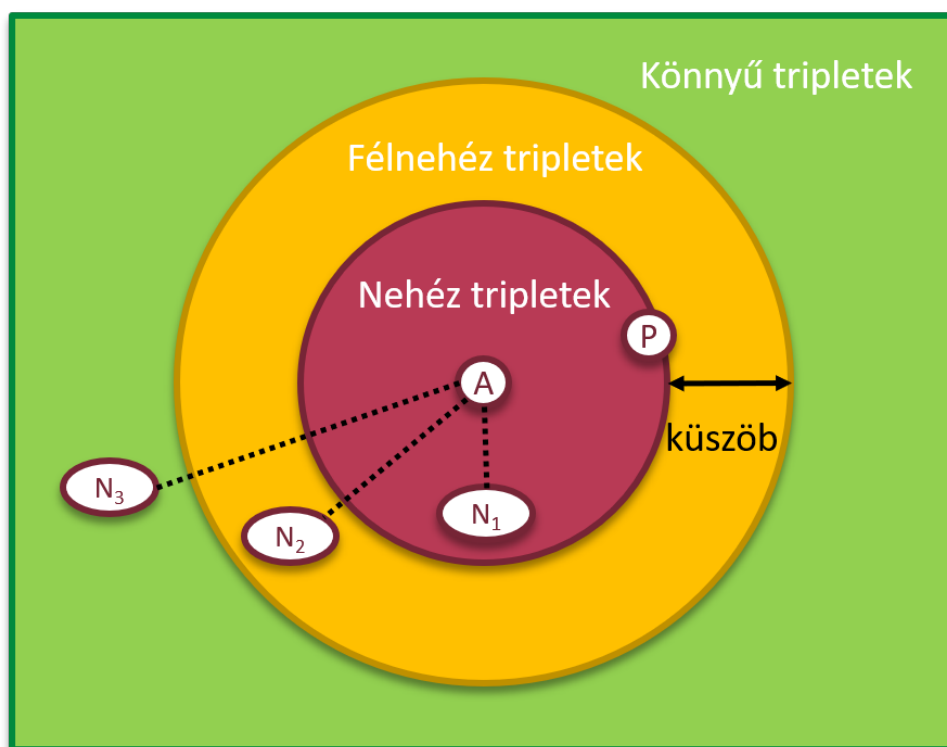 Könnyű tripletek
Félnehéz tripletek
Nehéz tripletek
P
A
küszöb
N₃
N₁
N₂